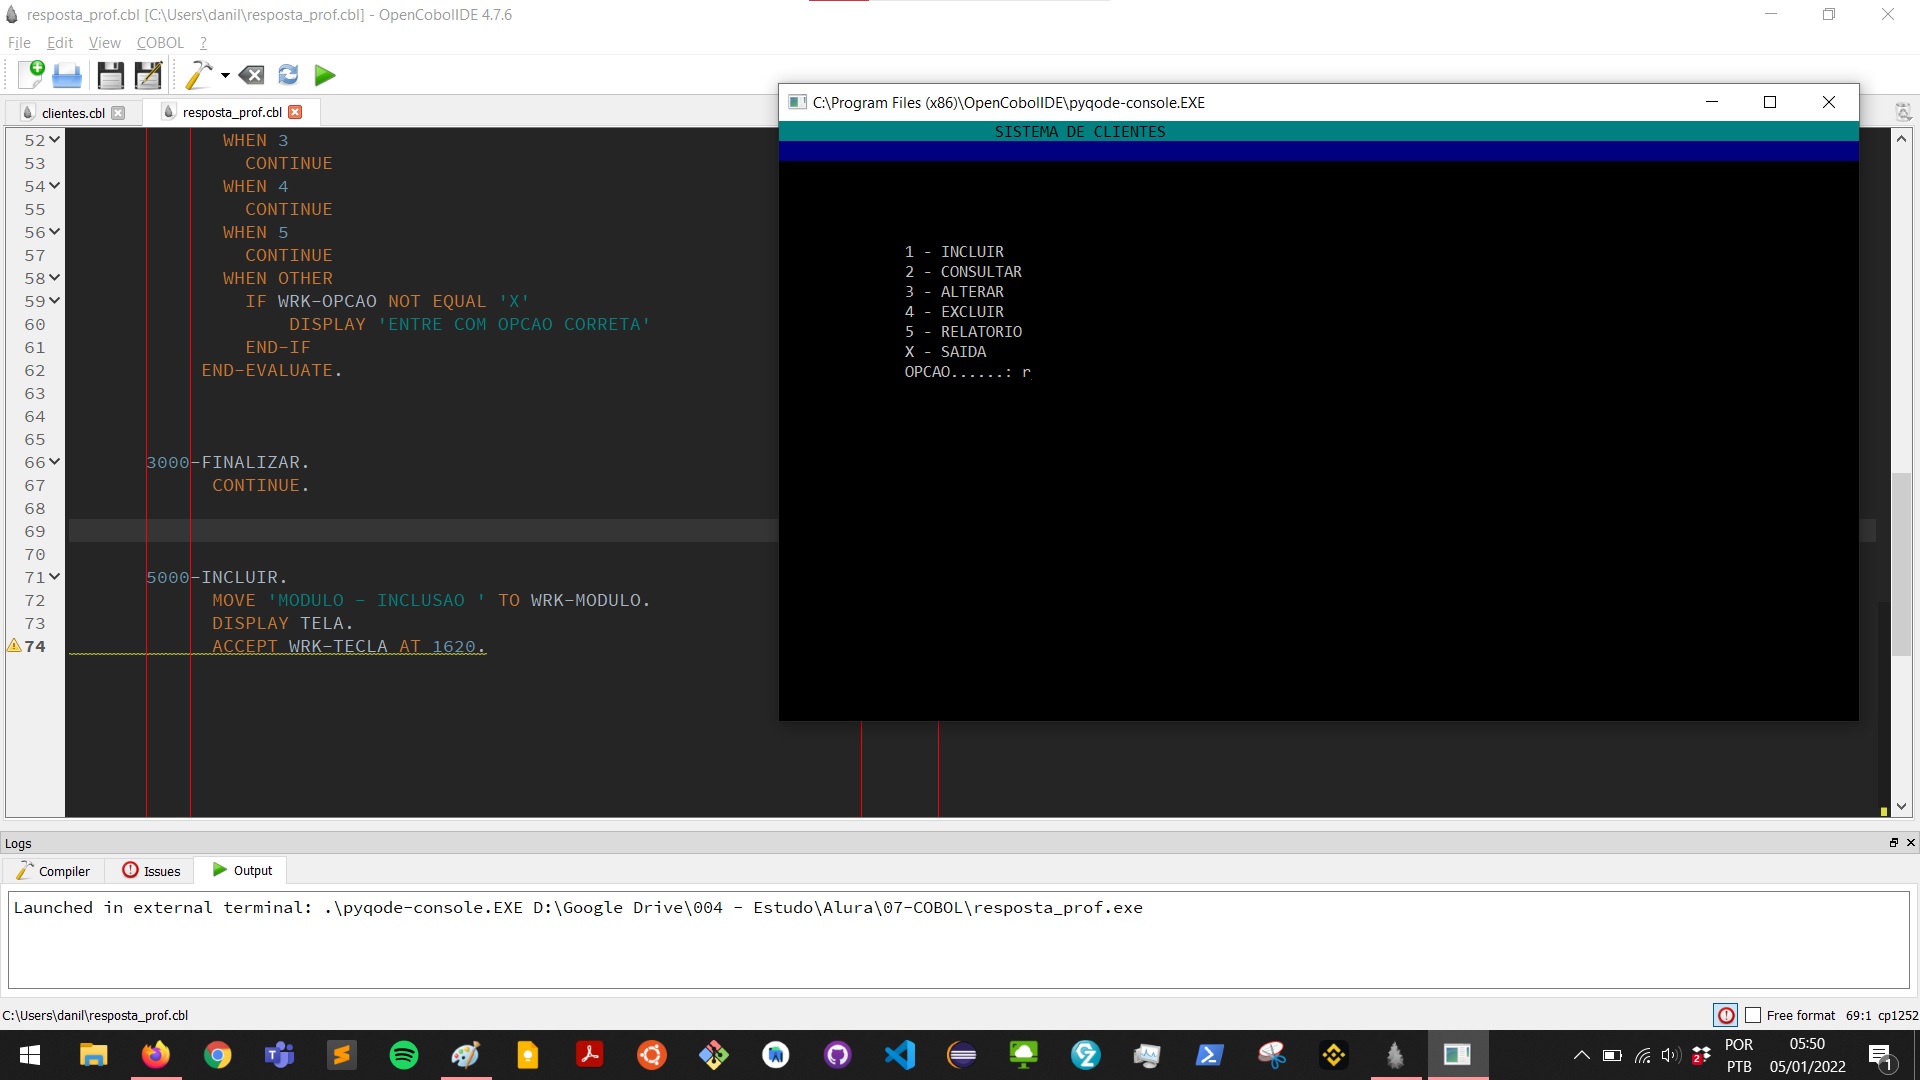 resposta_prof.cbl [C:\Users\danil\resposta_prof.cbl] - OpenCobolIDE 4.7.6
File Edit View COBOL ?
clientes.cbl resposta_prof.cbl
52 WHEN 3
53 CONTINUE
54 WHEN 4
55 CONTINUE
56 WHEN 5
57 CONTINUE
58 WHEN OTHER
59 IF WRK-OPCAO NOT EQUAL 'X'
60 DISPLAY 'ENTRE COM OPCAO CORRETA'
61 END-IF
62 END-EVALUATE.
63
64
65
66 3000-FINALIZAR.
67 CONTINUE.
68
69
70
71 5000-INCLUIR.
72 MOVE 'MODULO - INCLUSAO ' TO WRK-MODULO.
73 DISPLAY TELA.
74 ACCEPT WRK-TECLA AT 1620.
C:\Program Files (x86)\OpenCobolIDE\pyqode-console.EXE
SISTEMA DE CLIENTES
1 - INCLUIR
2 - CONSULTAR
3 - ALTERAR
4 - EXCLUIR
5 - RELATORIO
X - SAIDA
OPCAO......: r
Logs
Compiler Issues Output
Launched in external terminal: .\pyqode-console.EXE D:\Google Drive\004 - Estudo\Alura\07-COBOL\resposta_prof.exe
C:\Users\danil\resposta_prof.cbl
Free format 69:1 cp1252
POR
PTB
05:50
05/01/2022
2
1